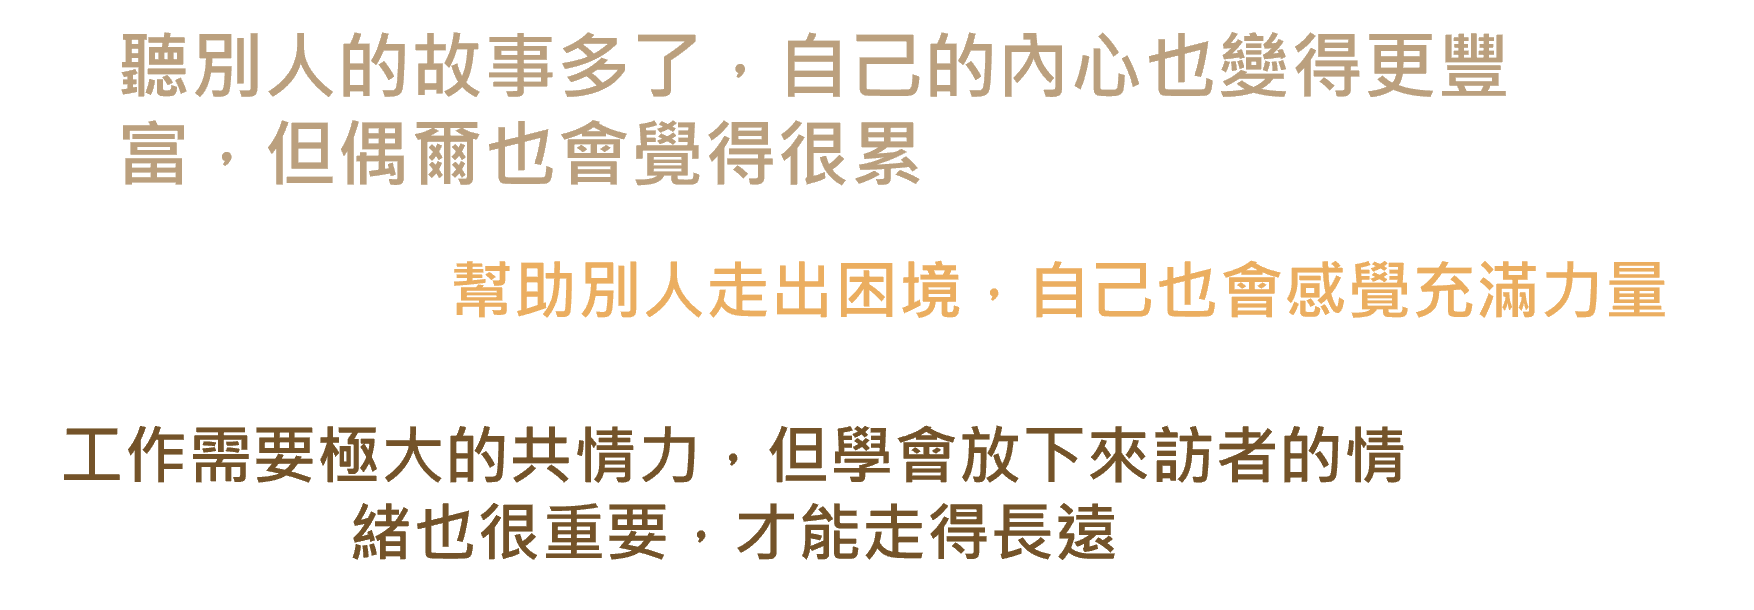 聽別人的故事多了，自己的內心也變得更豐
富，但偶爾也會覺得很累
幫助別人走出困境，自己也會感覺充滿力量
工作需要極大的共情力，但學會放下來訪者的情
緒也很重要，才能走得長遠